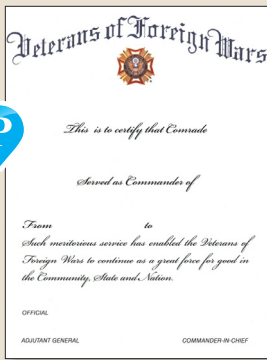 Veterans of Foreign Wars
This is to certify that Comrade
Served as Commander of
From to
Such meritorious service has enabled the Veterans of
Foreign Wars to continue as a great force for good in
the Community, State and Nation.
OFFICIAL
ADJUTANT GENERAL COMMANDER-IN-CHIEF